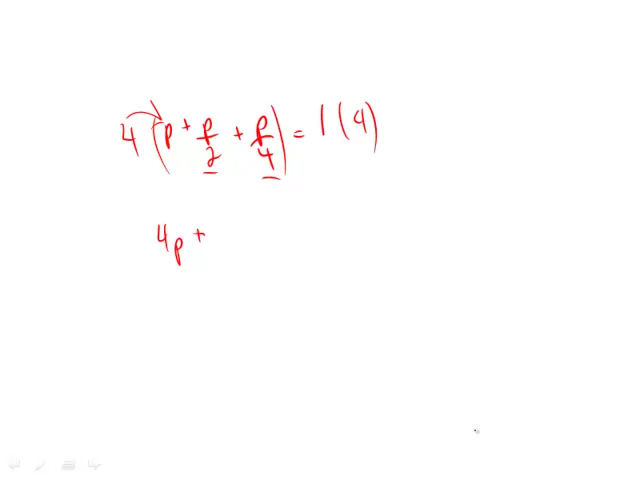 4 (p + p/2 + p/4) = 1 (4)
4p +